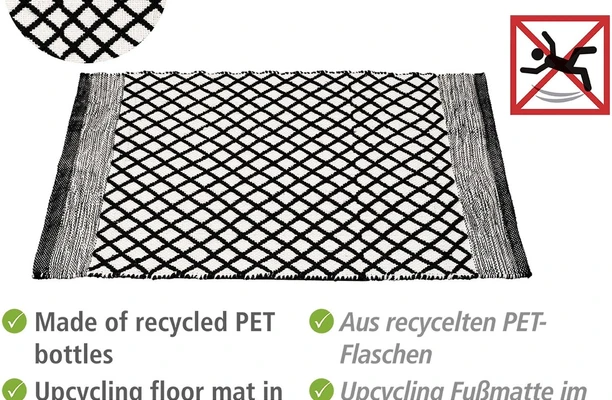 Made of recycled PET
bottles
Upcycling floor mat in
Aus recycelten PET-
Flaschen
Upcycling Fußmatte im